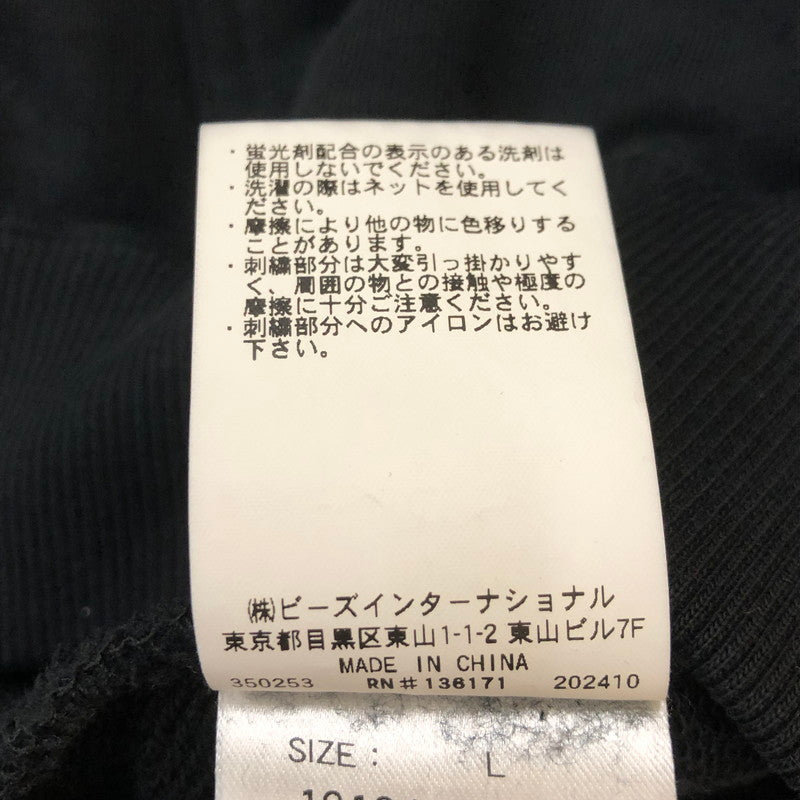 ・蛍光剤配合の表示のある洗剤は
使用しないでください。
・洗濯の際はネットを使用してく
ださい。
・摩擦により他の物に色移りする
ことがあります。
・刺繍部分は大変引っ掛かりやす
く、周囲の物との接触や極度の
摩擦に十分ご注意ください。
・刺繍部分へのアイロンはお避け
下さい。
㈱ビーズインターナショナル
東京都目黒区東山1-1-2 東山ビル7F
MADE IN CHINA
350253 RN#136171 202410
SIZE : L